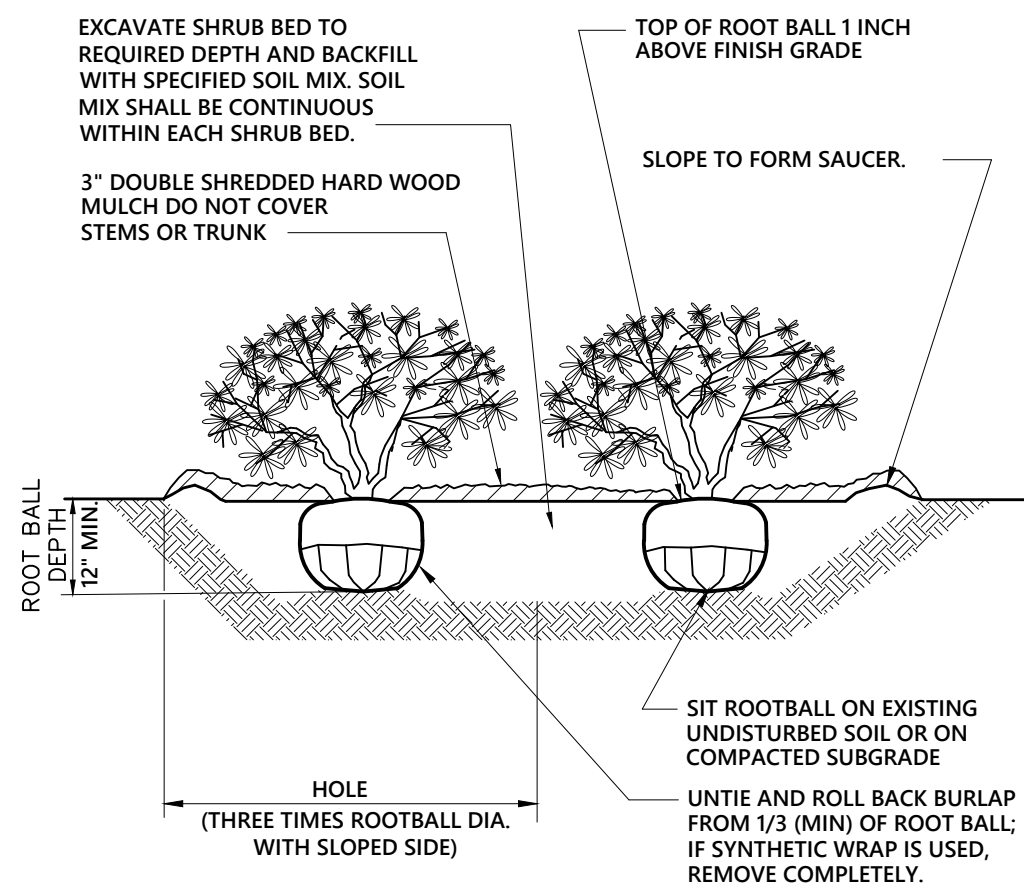 EXCAVATE SHRUB BED TO
REQUIRED DEPTH AND BACKFILL
WITH SPECIFIED SOIL MIX. SOIL
MIX SHALL BE CONTINUOUS
WITHIN EACH SHRUB BED.
3" DOUBLE SHREDDED HARD WOOD
MULCH DO NOT COVER
STEMS OR TRUNK
TOP OF ROOT BALL 1 INCH
ABOVE FINISH GRADE
SLOPE TO FORM SAUCER.
ROOT BALL
DEPTH
12" MIN.
SIT ROOTBALL ON EXISTING
UNDISTURBED SOIL OR ON
COMPACTED SUBGRADE
HOLE
(THREE TIMES ROOTBALL DIA.
WITH SLOPED SIDE)
UNTIE AND ROLL BACK BURLAP
FROM 1/3 (MIN) OF ROOT BALL;
IF SYNTHETIC WRAP IS USED,
REMOVE COMPLETELY.